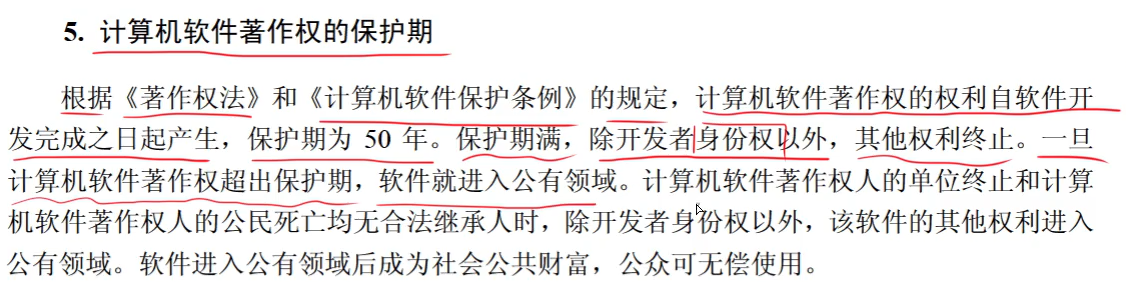 5. 计算机软件著作权的保护期
根据《著作权法》和《计算机软件保护条例》的规定，计算机软件著作权的权利自软件开
发完成之日起产生，保护期为 50 年。保护期满，除开发者身份权以外，其他权利终止。一旦
计算机软件著作权超出保护期，软件就进入公有领域。计算机软件著作权人的单位终止和计算
机软件著作权人的公民死亡均无合法继承人时，除开发者身份权以外，该软件的其他权利进入
公有领域。软件进入公有领域后成为社会公共财富，公众可无偿使用。